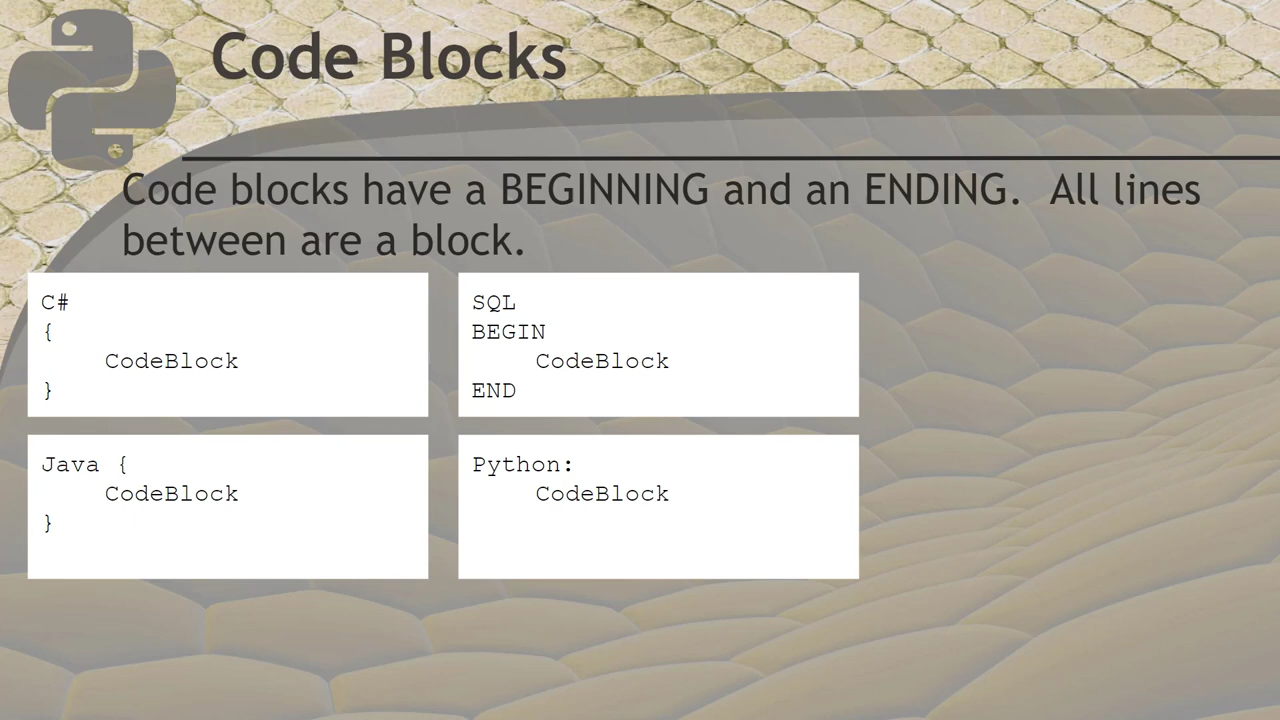 Code Blocks
Code blocks have a BEGINNING and an ENDING.  All lines
between are a block.
C#
{
CodeBlock
}
SQL
BEGIN
CodeBlock
END
Java {
CodeBlock
}
Python:
CodeBlock